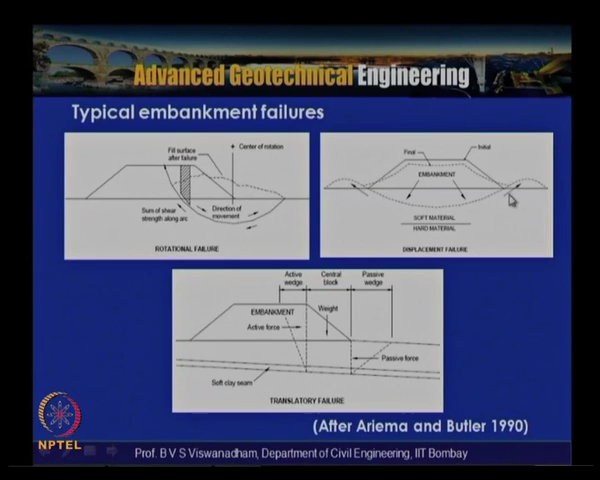 Advanced Geotechnical Engineering
Typical embankment failures
Fill surface
after failure
Center of rotation
Sum of shear
strength along arc
Direction of
movement
ROTATIONAL FAILURE
Final
Initial
EMBANKMENT
SOFT MATERIAL
HARD MATERIAL
DISPLACEMENT FAILURE
Active
wedge
Central
block
Passive
wedge
EMBANKMENT
Weight
Active force
Passive force
Soft clay seam
TRANSLATORY FAILURE
(After Ariema and Butler 1990)
NPTEL
Prof. B V S Viswanadham, Department of Civil Engineering, IIT Bombay